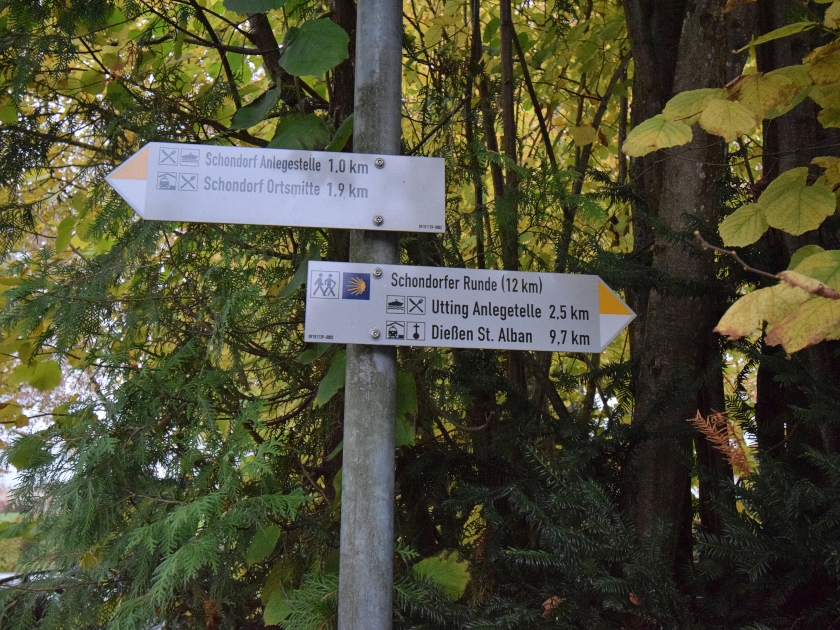 Schondorf Anlegestelle 1,0 km
Schondorf Ortsmitte 1,9 km
Schondorfer Runde (12 km)
Utting Anlegetelle 2,5 km
Dießen St. Alban 9,7 km